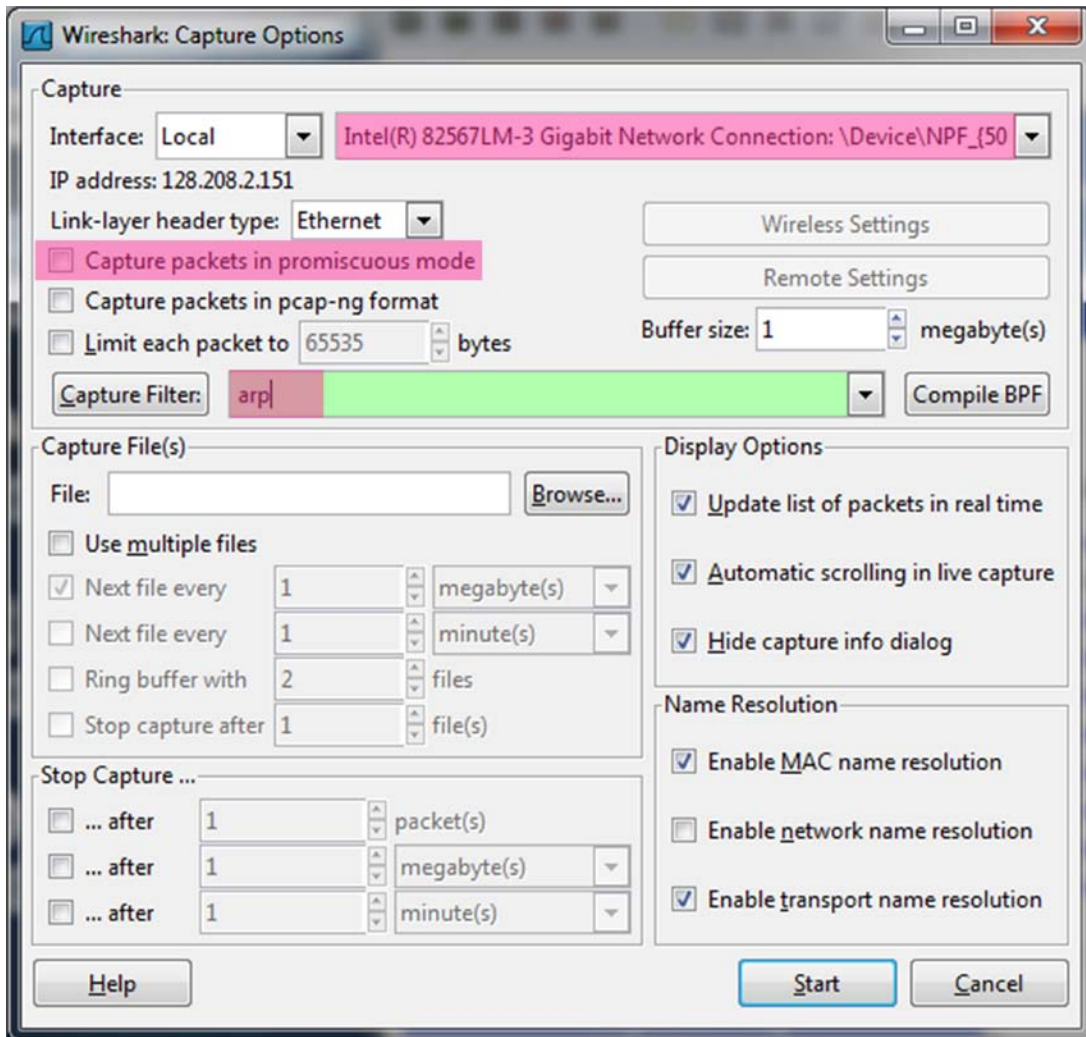 Wireshark: Capture Options
Capture
Interface: Local Intel(R) 82567LM-3 Gigabit Network Connection: \Device\NPF_{50
IP address: 128.208.2.151
Link-layer header type: Ethernet
Wireless Settings
Capture packets in promiscuous mode
Remote Settings
Capture packets in pcap-ng format
Limit each packet to 65535 bytes
Buffer size: 1 megabyte(s)
Capture Filter: arp Compile BPF
Capture File(s)
File: Browse...
Use multiple files
Next file every 1 megabyte(s)
Next file every 1 minute(s)
Ring buffer with 2 files
Stop capture after 1 file(s)
Stop Capture ...
... after 1 packet(s)
... after 1 megabyte(s)
... after 1 minute(s)
Display Options
Update list of packets in real time
Automatic scrolling in live capture
Hide capture info dialog
Name Resolution
Enable MAC name resolution
Enable network name resolution
Enable transport name resolution
Help Start Cancel